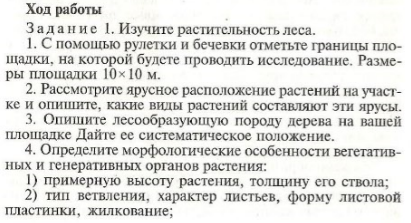 Ход работы
Задание 1. Изучите растительность леса.
1. С помощью рулетки и бечевки отметьте границы пло-
щадки, на которой будете проводить исследование. Разме-
ры площадки 10×10 м.
2. Рассмотрите ярусное расположение растений на участ-
ке и опишите, какие виды растений составляют эти ярусы.
3. Опишите лесообразующую породу дерева на вашей
площадке Дайте ее систематическое положение.
4. Определите морфологические особенности вегетатив-
ных и генеративных органов растения:
1) примерную высоту растения, толщину его ствола;
2) тип ветвления, характер листьев, форму листовой
пластинки, жилкование;